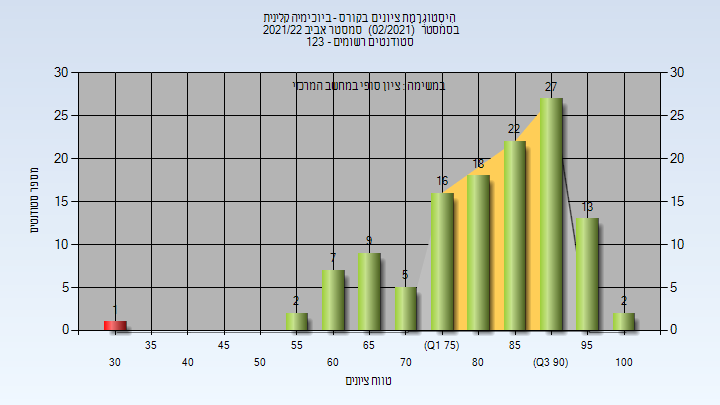 היסטוגרמת ציונים בקורס - ביוכימיה קלינית
בסמסטר (02/2021) סמסטר אביב 2021/22
סטודנטים רשומים - 123
במשימה : ציון סופי במחשב המרכזי
מספר סטודנטים
30 30
25 25
20 20
15 15
10 10
5 5
0 0
1 2 7 9 5 16 18 22 27 13 2
35 45 55 65 (Q1 75) 85 95
30 40 50 60 70 80 (Q3 90) 100
טווח ציונים